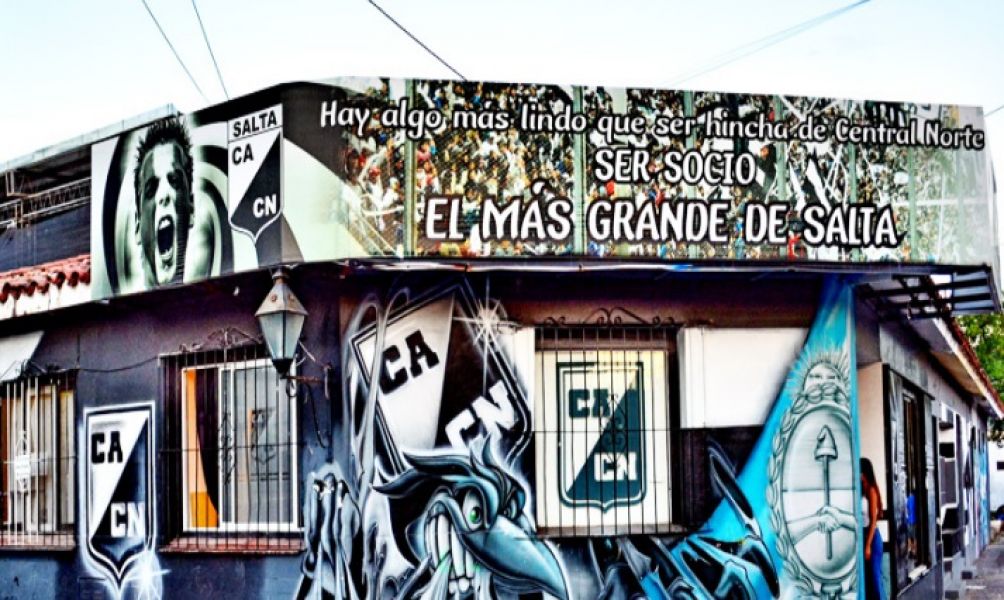 Hay algo mas lindo que ser hincha de Central Norte
SER SOCIO
EL MÁS GRANDE DE SALTA
SALTA
CA
CN
CA
CN
CA
CN
CA
CN